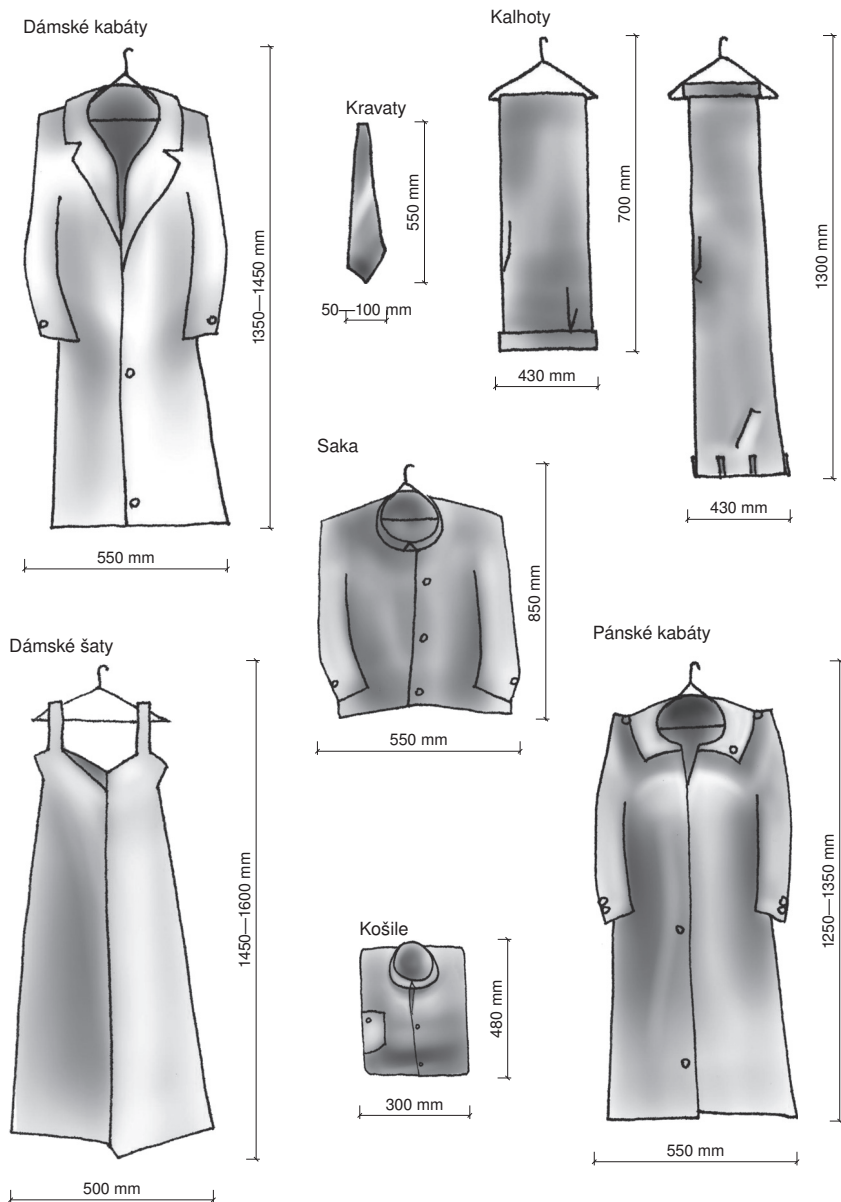 Dámské kabáty
1350—1450 mm
550 mm
Kravaty
550 mm
50—100 mm
Kalhoty
700 mm
430 mm
1300 mm
430 mm
Saka
850 mm
550 mm
Dámské šaty
1450—1600 mm
500 mm
Košile
480 mm
300 mm
Pánské kabáty
1250—1350 mm
550 mm